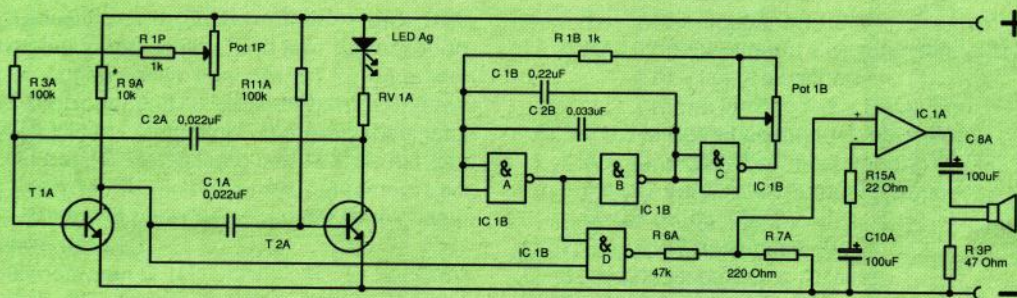 +
R 1P
1k
Pot 1P
LED Ag
R 3A
100k
* R 9A
10k
R11A
100k
RV 1A
C 2A 0,022uF
C 1A
0,022uF
T 1A
T 2A
R 1B 1k
C 1B 0,22uF
C 2B
0,033uF
Pot 1B
&
A
IC 1B
&
B
IC 1B
&
C
IC 1B
&
D
IC 1B
R 6A
47k
R 7A
220 Ohm
+
-
IC 1A
C 8A
+
100uF
R15A
22 Ohm
C10A
+
100uF
R 3P
47 Ohm
-